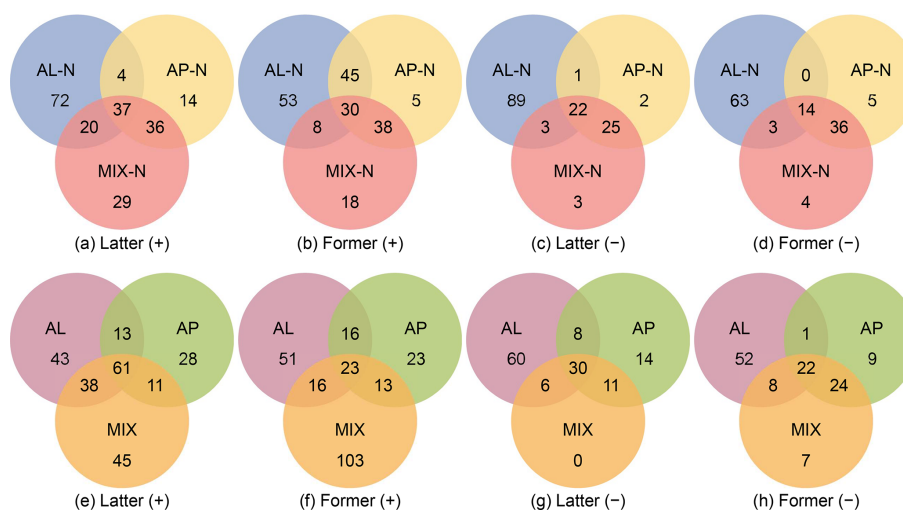 AL-N 4 AP-N
72 14
37
20 36
MIX-N
29
(a) Latter (+)
AL-N 45 AP-N
53 5
30
8 38
MIX-N
18
(b) Former (+)
AL-N 1 AP-N
89 2
22
3 25
MIX-N
3
(c) Latter (−)
AL-N 0 AP-N
63 5
14
3 36
MIX-N
4
(d) Former (−)
AL 13 AP
43 28
61
38 11
MIX
45
(e) Latter (+)
AL 16 AP
51 23
23
16 13
MIX
103
(f) Former (+)
AL 8 AP
60 14
30
6 11
MIX
0
(g) Latter (−)
AL 1 AP
52 9
22
8 24
MIX
7
(h) Former (−)